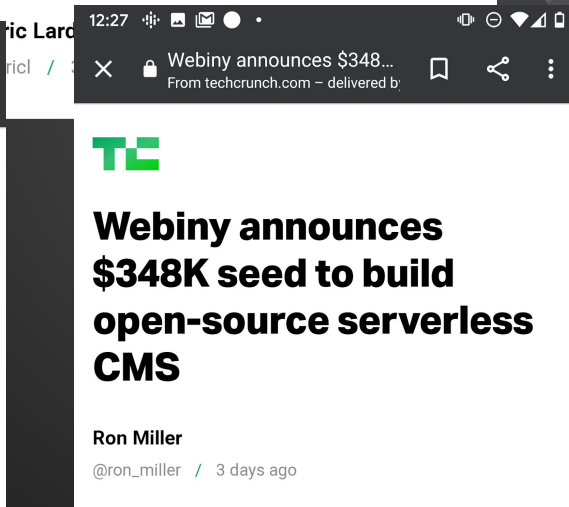 ric Lard
ricl /
12:27
Webiny announces $348...
From techcrunch.com – delivered by
TC
Webiny announces
$348K seed to build
open-source serverless
CMS
Ron Miller
@ron_miller / 3 days ago